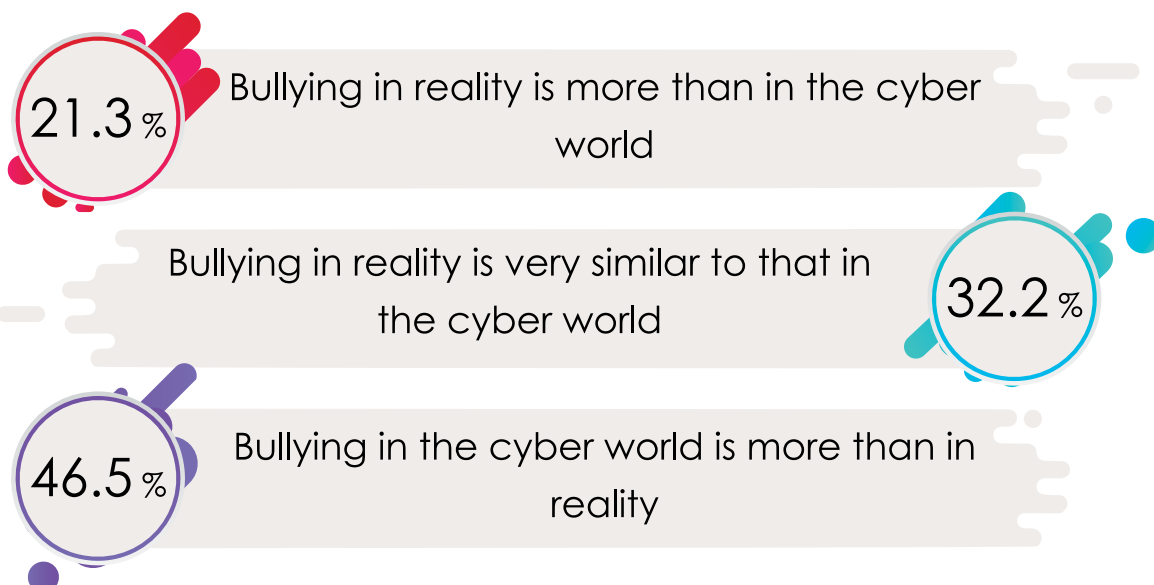 21.3 %
Bullying in reality is more than in the cyber
world
Bullying in reality is very similar to that in
the cyber world
32.2 %
46.5 %
Bullying in the cyber world is more than in
reality